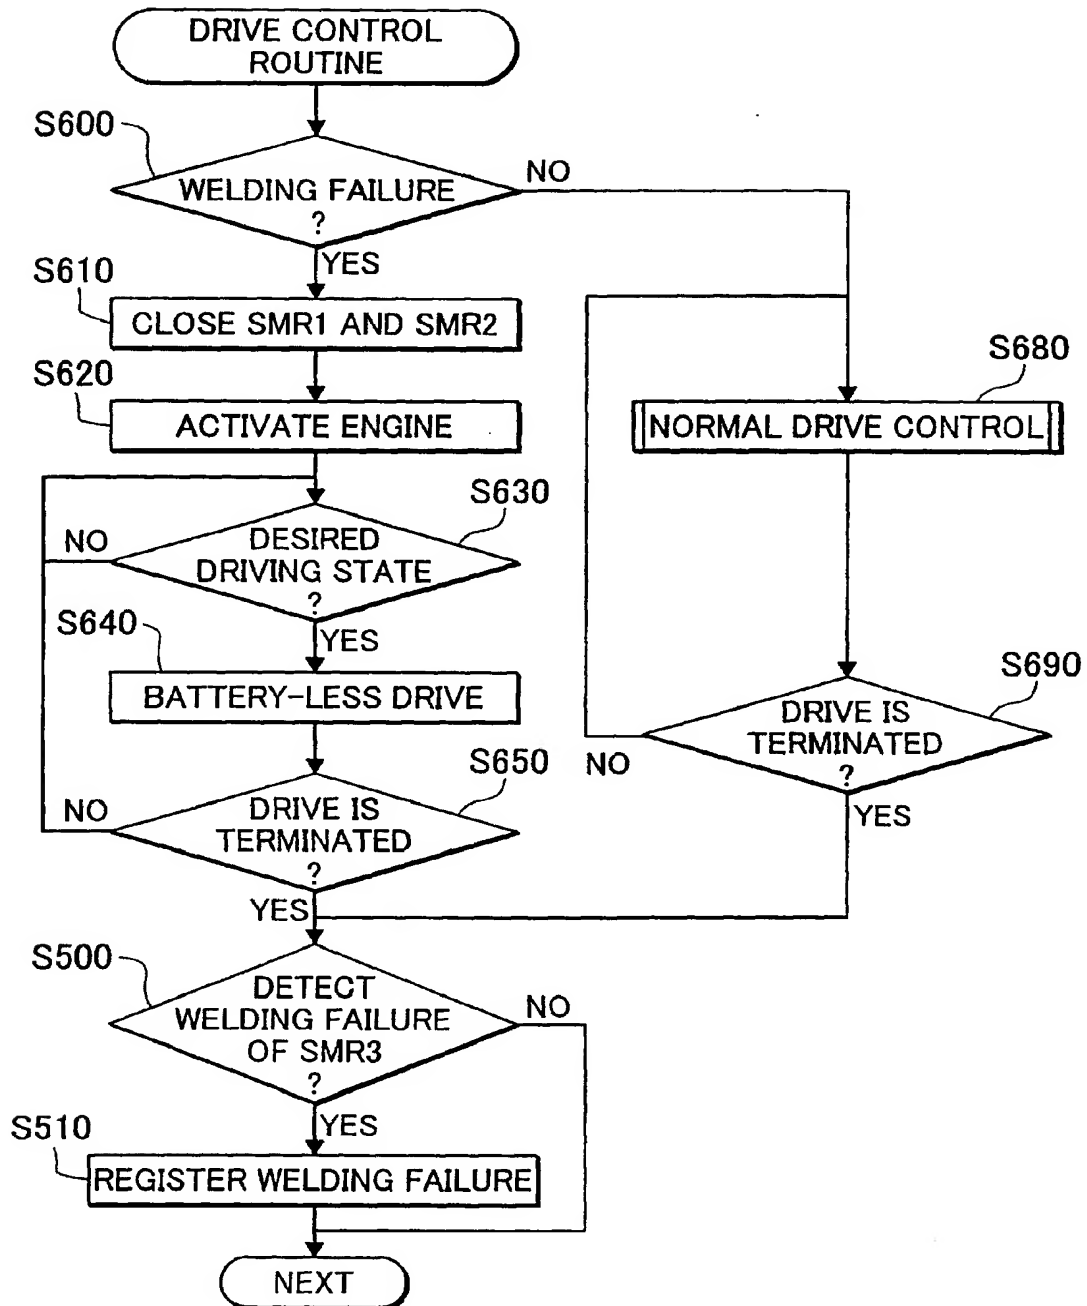 DRIVE CONTROL
ROUTINE
S600
WELDING FAILURE
?
NO
YES
S610
CLOSE SMR1 AND SMR2
S620
ACTIVATE ENGINE
S680
NORMAL DRIVE CONTROL
S630
DESIRED
DRIVING STATE
?
NO
YES
S640
BATTERY-LESS DRIVE
S690
DRIVE IS
TERMINATED
?
NO
YES
S650
DRIVE IS
TERMINATED
?
NO
YES
S500
DETECT
WELDING FAILURE
OF SMR3
?
NO
YES
S510
REGISTER WELDING FAILURE
NEXT